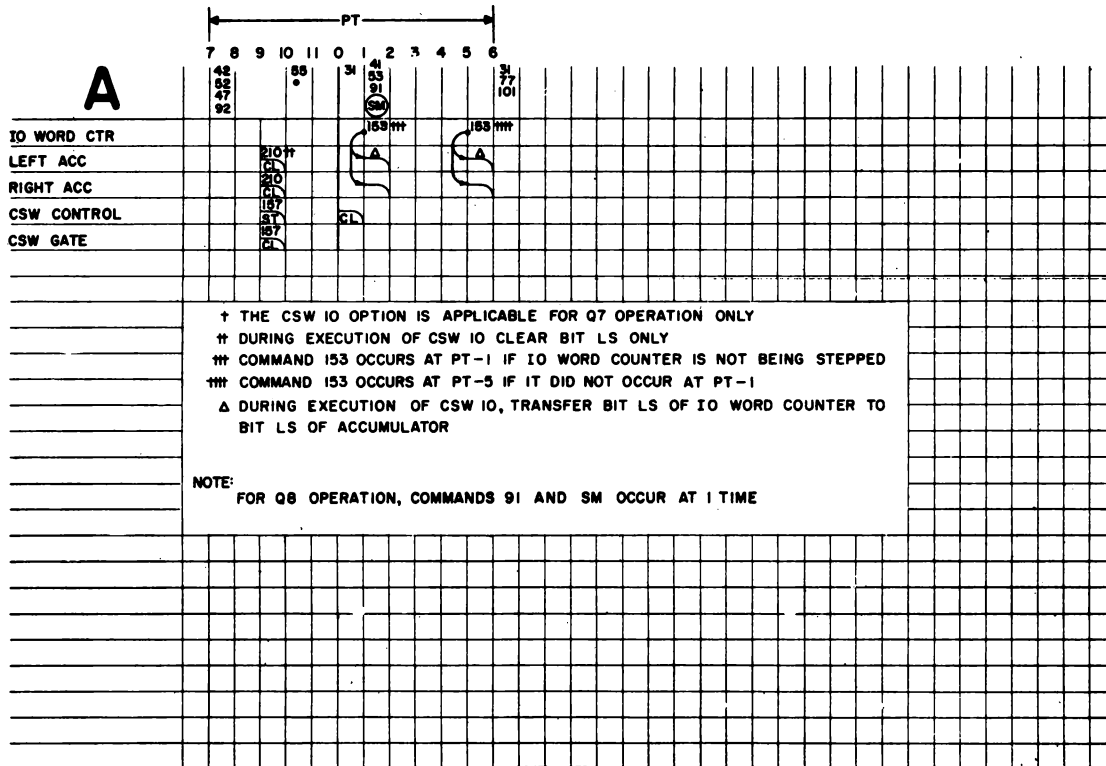 PT
7 8 9 10 11 0 1 2 3 4 5 6
A
42 55 31 41 31
52 53 77
47 91 101
92 SM
IO WORD CTR 153 ††† 153 ††††
LEFT ACC 210 †† CL Δ Δ
RIGHT ACC 210 CL
CSW CONTROL 157 ST CL
CSW GATE 157 CL
† THE CSW 10 OPTION IS APPLICABLE FOR Q7 OPERATION ONLY
†† DURING EXECUTION OF CSW 10 CLEAR BIT LS ONLY
††† COMMAND 153 OCCURS AT PT-1 IF IO WORD COUNTER IS NOT BEING STEPPED
†††† COMMAND 153 OCCURS AT PT-5 IF IT DID NOT OCCUR AT PT-1
Δ DURING EXECUTION OF CSW 10, TRANSFER BIT LS OF IO WORD COUNTER TO
BIT LS OF ACCUMULATOR
NOTE:
FOR Q8 OPERATION, COMMANDS 91 AND SM OCCUR AT 1 TIME